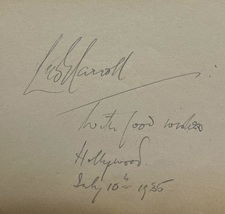 Leo G Carroll
With good wishes
Hollywood.
July 10th 1935